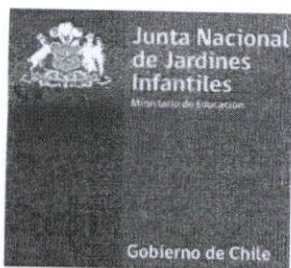 Junta Nacional
de Jardines
Infantiles
Ministerio de Educación
Gobierno de Chile